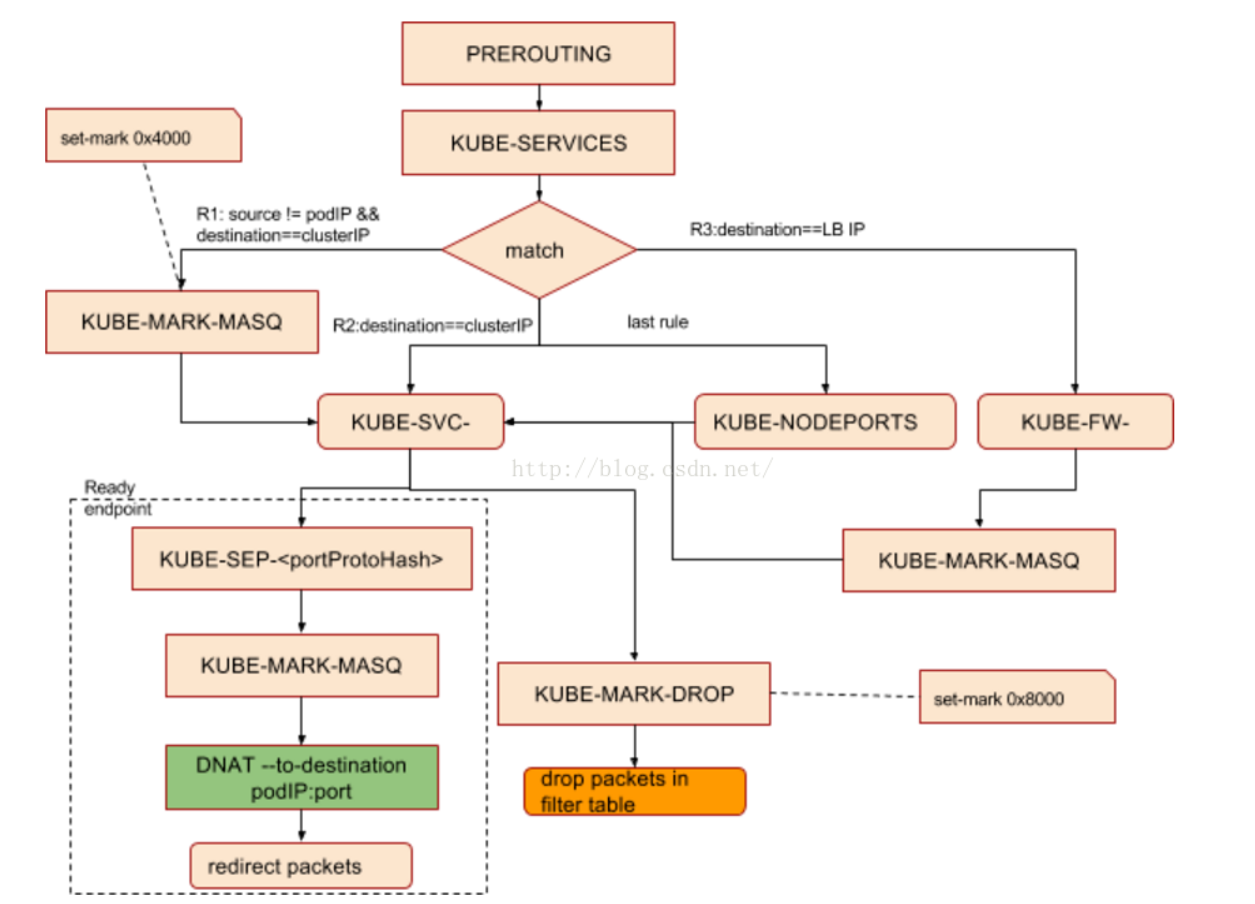 PREROUTING
set-mark 0x4000
KUBE-SERVICES
R1: source != podIP &&
destination==clusterIP
match
R3:destination==LB IP
KUBE-MARK-MASQ
R2:destination==clusterIP
last rule
KUBE-SVC-
KUBE-NODEPORTS
KUBE-FW-
http://blog.csdn.net/
Ready
endpoint
KUBE-SEP-<portProtoHash>
KUBE-MARK-MASQ
KUBE-MARK-MASQ
KUBE-MARK-DROP
set-mark 0x8000
DNAT --to-destination
podIP:port
drop packets in
filter table
redirect packets